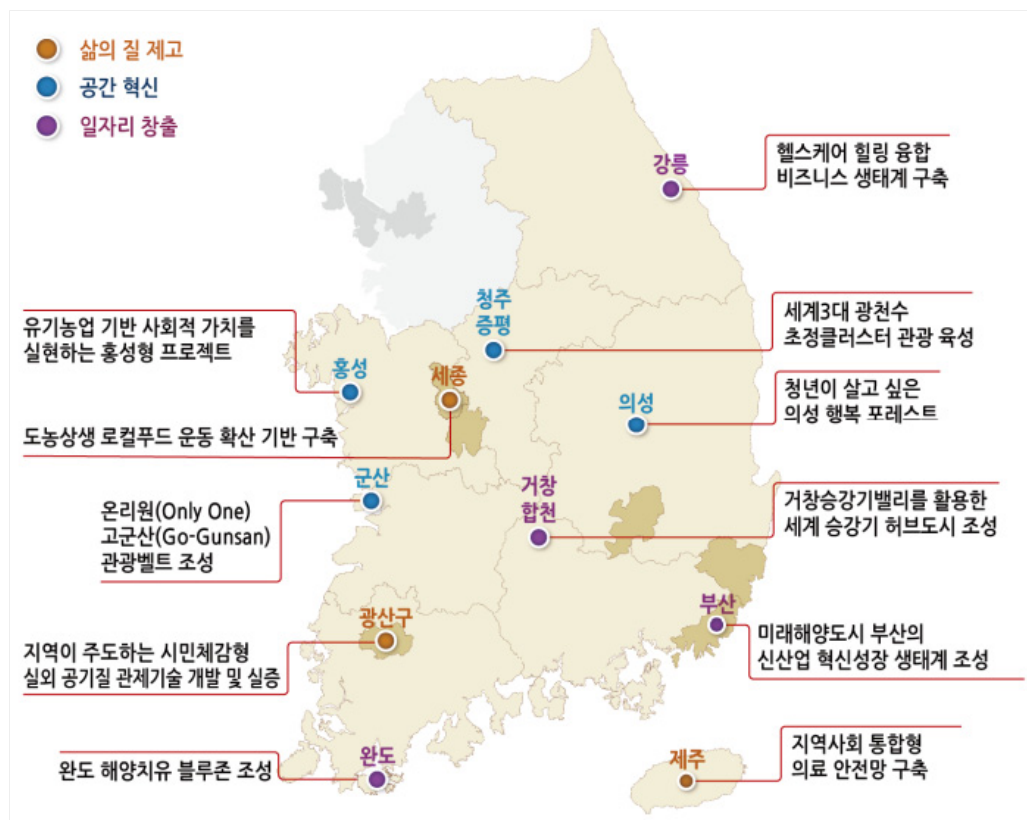 삶의 질 제고
공간 혁신
일자리 창출
강릉
헬스케어 힐링 융합
비즈니스 생태계 구축
청주
증평
세계3대 광천수
초정클러스터 관광 육성
유기농업 기반 사회적 가치를
실현하는 홍성형 프로젝트
홍성
세종
도농상생 로컬푸드 운동 확산 기반 구축
의성
청년이 살고 싶은
의성 행복 포레스트
군산
온리원(Only One)
고군산(Go-Gunsan)
관광벨트 조성
거창
합천
거창승강기밸리를 활용한
세계 승강기 허브도시 조성
광산구
지역이 주도하는 시민체감형
실외 공기질 관제기술 개발 및 실증
부산
미래해양도시 부산의
신산업 혁신성장 생태계 조성
완도
완도 해양치유 블루존 조성
제주
지역사회 통합형
의료 안전망 구축